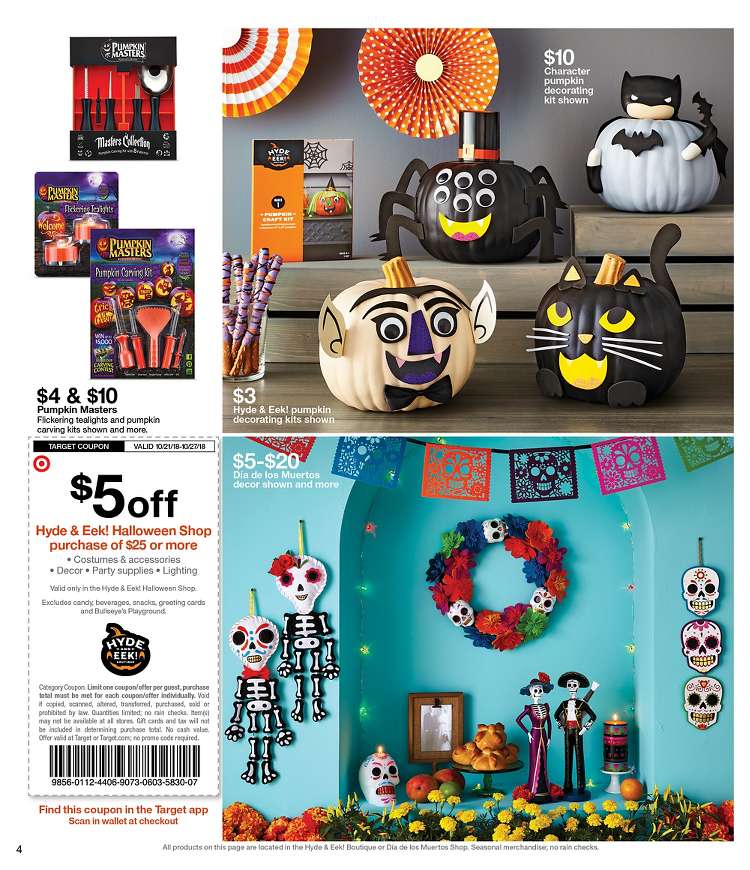 PUMPKIN
MASTERS
Masters Collection
PUMPKIN
MASTERS
Flickering Tealights
Welcome
PUMPKIN
MASTERS
Pumpkin Carving Kit
WIN up to
$5,000
CARVING
CONTEST
$4 & $10
Pumpkin Masters
Flickering tealights and pumpkin
carving kits shown and more.
$10
Character
pumpkin
decorating
kit shown
HYDE
AND
EEK!
PUMPKIN
CRAFT KIT
$3
Hyde & Eek! pumpkin
decorating kits shown
TARGET COUPON
VALID 10/21/18-10/27/18
$5 off
Hyde & Eek! Halloween Shop
purchase of $25 or more
• Costumes & accessories
• Decor • Party supplies • Lighting
Valid only in the Hyde & Eek! Halloween Shop.
Excludes candy, beverages, snacks, greeting cards
and Bullseye's Playground.
HYDE
AND
EEK!
BOUTIQUE
Category Coupon. Limit one coupon/offer per guest, purchase
total must be met for each coupon/offer individually. Void
if copied, scanned, altered, transferred, purchased, sold or
prohibited by law. Quantities limited; no rain checks. Item(s)
may not be available at all stores. Gift cards and tax will not
be included in determining purchase total. No cash value.
Offer valid at Target or Target.com; no promo code required.
9856-0112-4406-9073-0603-5830-07
Find this coupon in the Target app
Scan in wallet at checkout
$5-$20
Día de los Muertos
decor shown and more
4
All products on this page are located in the Hyde & Eek! Boutique or Día de los Muertos Shop. Seasonal merchandise; no rain checks.